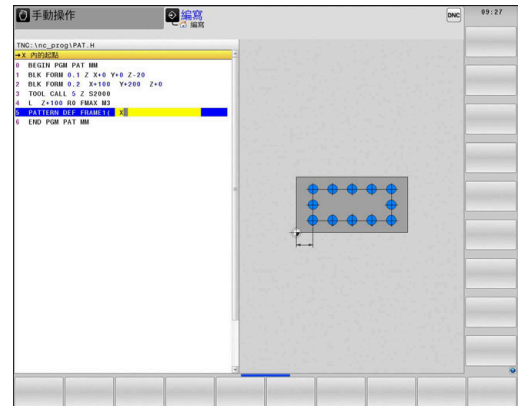 手動操作
編寫
編寫
DNC
09:27
TNC:\nc_prog\PAT.H
→X 內的起點
0 BEGIN PGM PAT MM
1 BLK FORM 0.1 Z X+0 Y+0 Z-20
2 BLK FORM 0.2 X+100 Y+200 Z+0
3 TOOL CALL 5 Z S2000
4 L Z+100 R0 FMAX M3
5 PATTERN DEF FRAME1( X
6 END PGM PAT MM